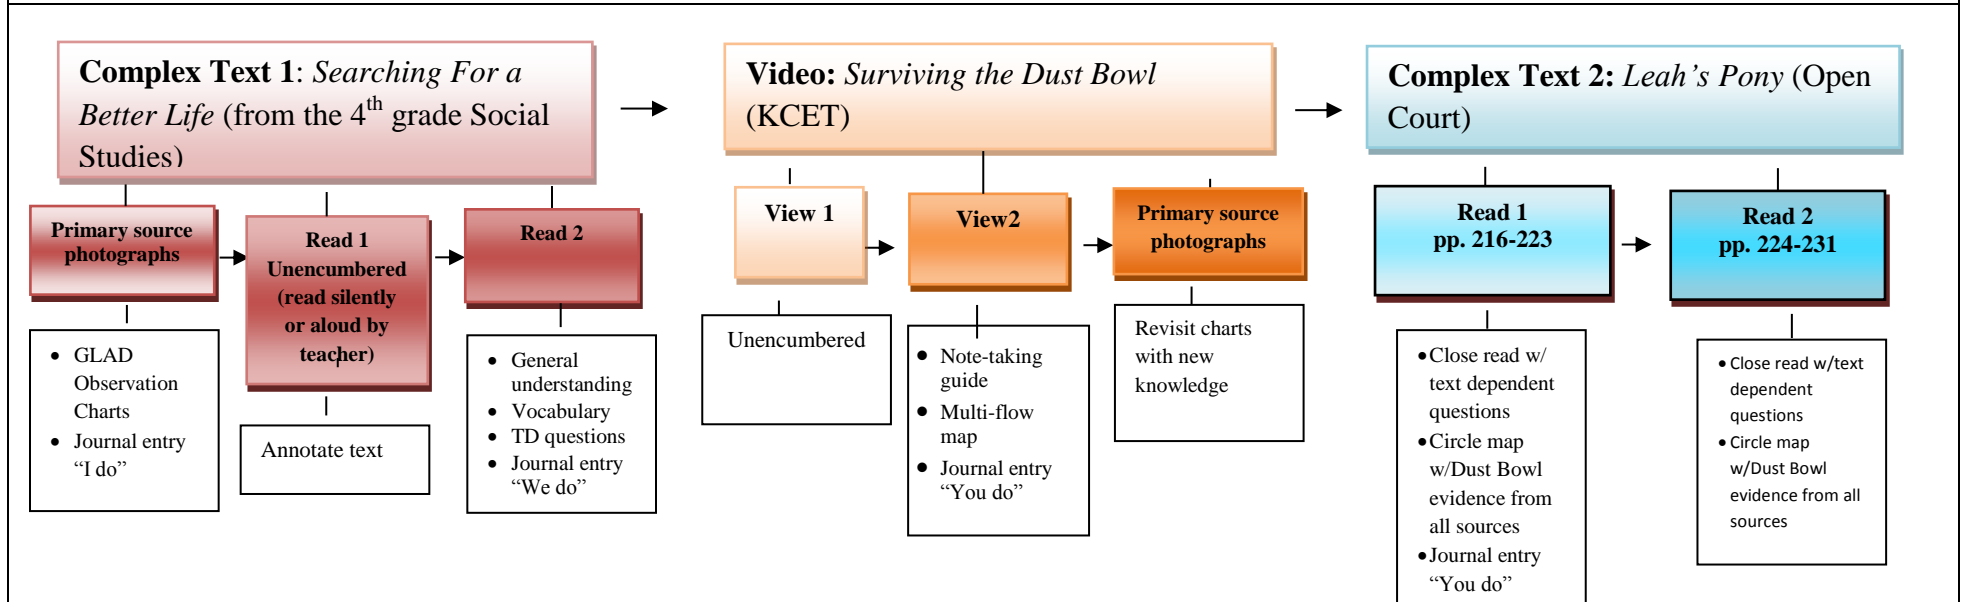 Complex Text 1: Searching For a
Better Life (from the 4th grade Social
Studies)
Primary source
photographs
Read 1
Unencumbered
(read silently
or aloud by
teacher)
Read 2
• GLAD
Observation
Charts
• Journal entry
“I do”
Annotate text
• General
understanding
• Vocabulary
• TD questions
• Journal entry
“We do”
Video: Surviving the Dust Bowl
(KCET)
View 1
View2
Primary source
photographs
Unencumbered
• Note-taking
guide
• Multi-flow
map
• Journal entry
“You do”
Revisit charts
with new
knowledge
Complex Text 2: Leah’s Pony (Open
Court)
Read 1
pp. 216-223
Read 2
pp. 224-231
•Close read w/
text dependent
questions
•Circle map
w/Dust Bowl
evidence from
all sources
•Journal entry
“You do”
• Close read w/text
dependent
questions
• Circle map
w/Dust Bowl
evidence from all
sources